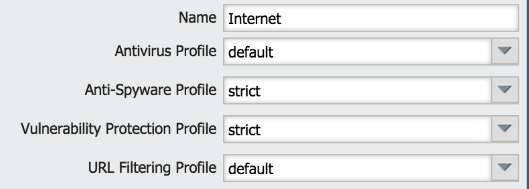 Name Internet
Antivirus Profile default
Anti-Spyware Profile strict
Vulnerability Protection Profile strict
URL Filtering Profile default